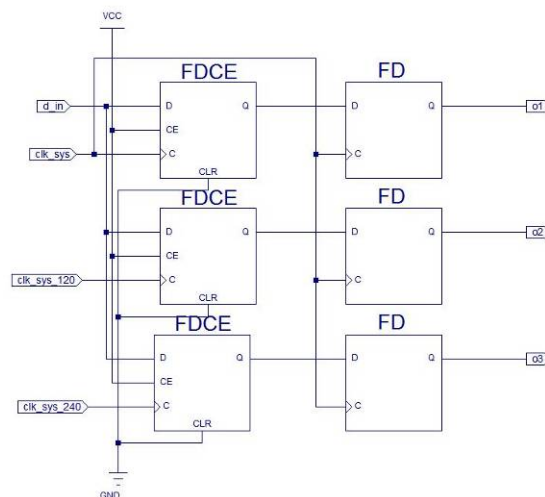 VCC
FDCE
FD
d_in
D
Q
D
Q
o1
CE
clk_sys
C
C
CLR
FDCE
FD
D
Q
D
Q
o2
CE
clk_sys_120
C
C
CLR
FDCE
FD
D
Q
D
Q
o3
CE
clk_sys_240
C
C
CLR
GND